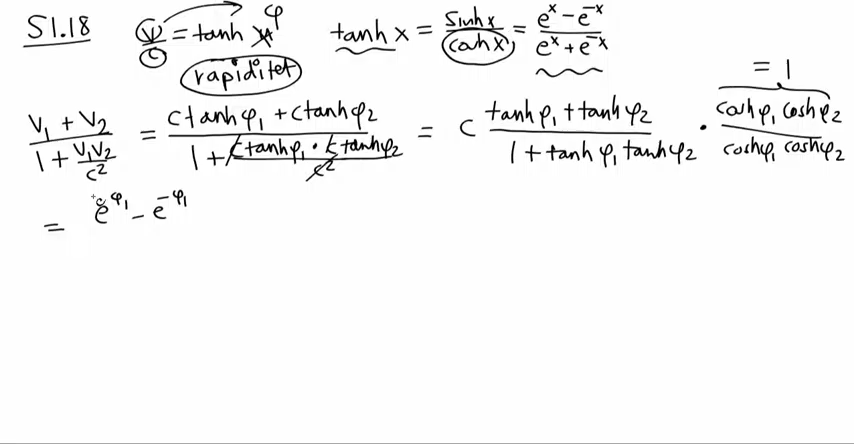 S1.18 v/c = tanh φ tanh x = sinh x / cosh x = (e^x − e^−x) / (e^x + e^−x)
rapiditet
= 1
(v₁ + v₂) / (1 + v₁v₂/c²) = (c tanh φ₁ + c tanh φ₂) / (1 + c tanh φ₁ · c tanh φ₂ / c²) = c (tanh φ₁ + tanh φ₂) / (1 + tanh φ₁ tanh φ₂) · (cosh φ₁ cosh φ₂) / (cosh φ₁ cosh φ₂)
= e^φ₁ − e^−φ₁